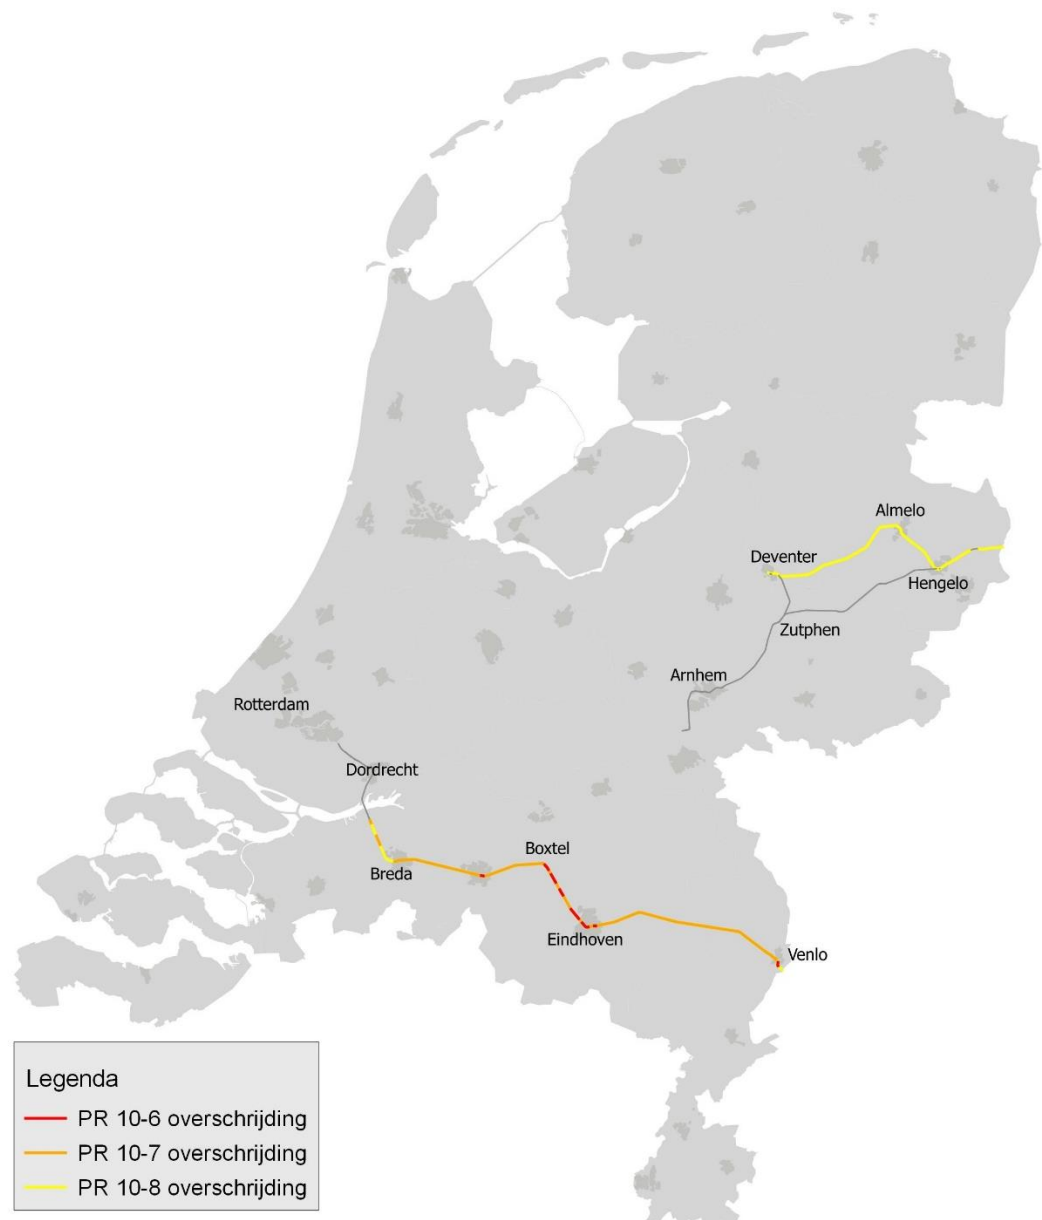 Almelo
Deventer
Hengelo
Zutphen
Arnhem
Rotterdam
Dordrecht
Boxtel
Breda
Eindhoven
Venlo
Legenda
PR 10-6 overschrijding
PR 10-7 overschrijding
PR 10-8 overschrijding